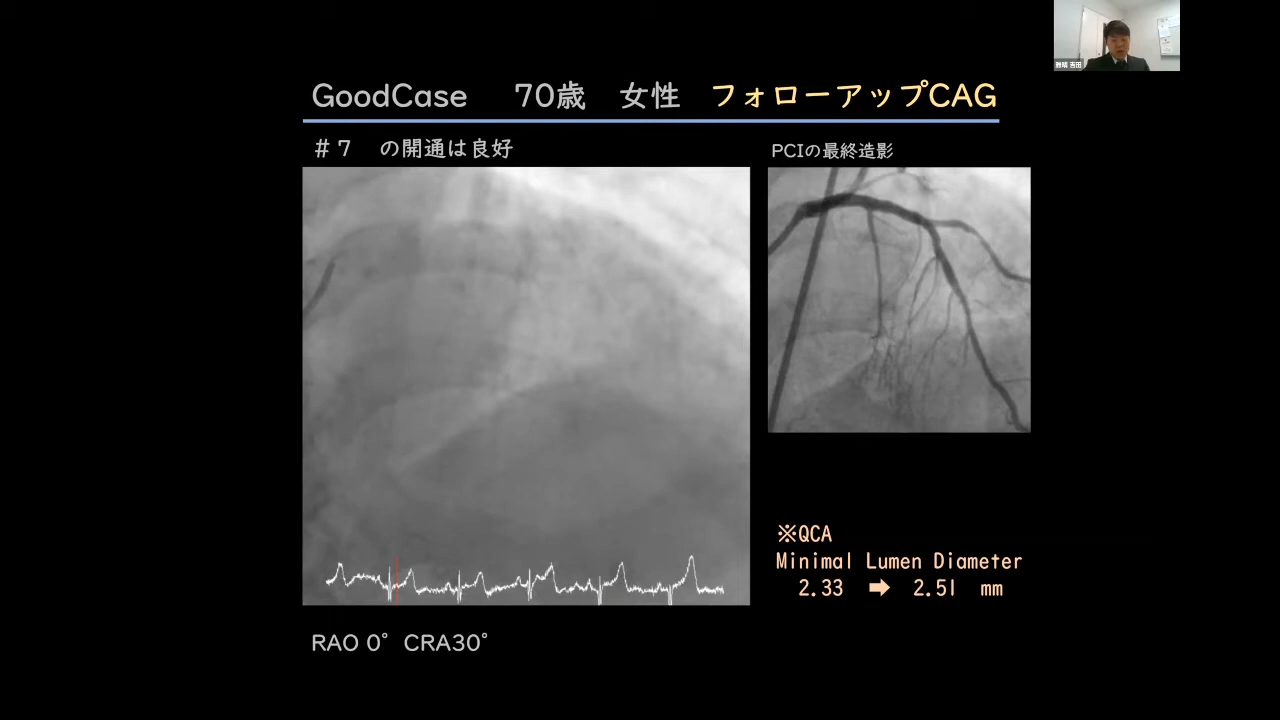 GoodCase 70歳 女性 フォローアップCAG
#7 の開通は良好
PCIの最終造影
※QCA
Minimal Lumen Diameter
2.33 ➡ 2.51 mm
RAO 0° CRA30°